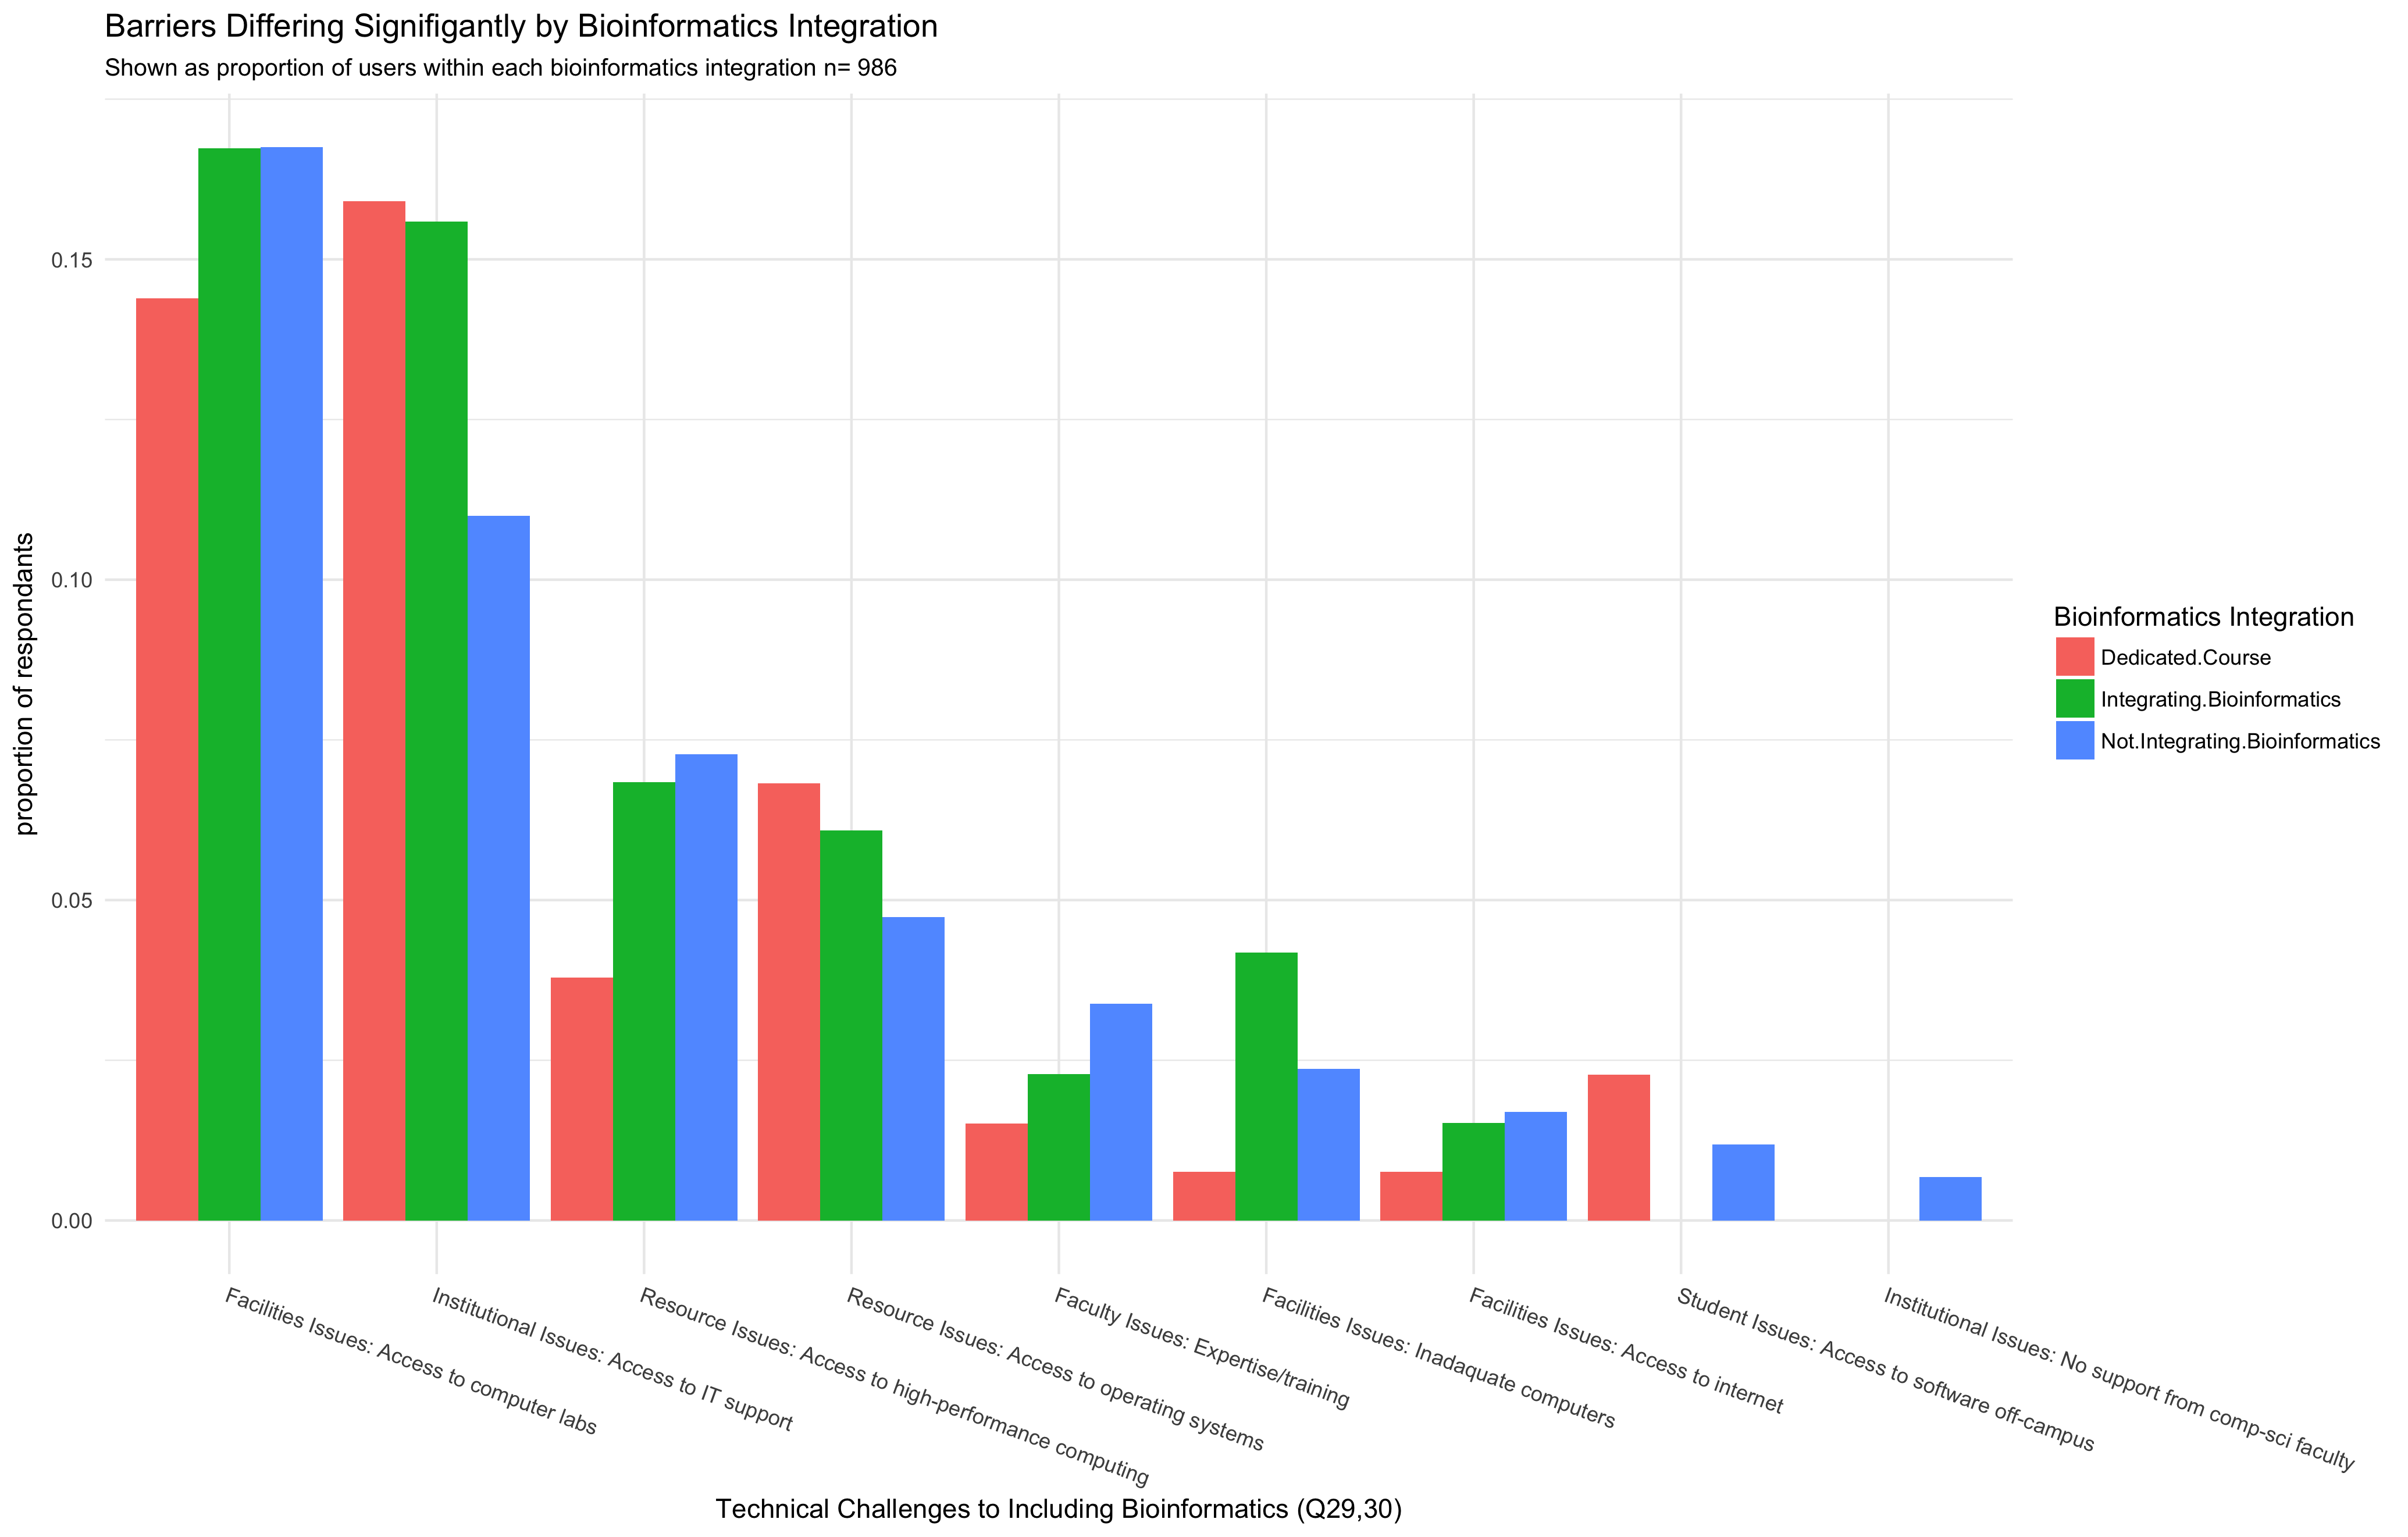 Barriers Differing Signifigantly by Bioinformatics Integration
Shown as proportion of users within each bioinformatics integration n= 986
proportion of respondants
0.15
0.10
0.05
0.00
Bioinformatics Integration
Dedicated.Course
Integrating.Bioinformatics
Not.Integrating.Bioinformatics
Facilities Issues: Access to computer labs
Institutional Issues: Access to IT support
Resource Issues: Access to high-performance computing
Resource Issues: Access to operating systems
Faculty Issues: Expertise/training
Facilities Issues: Inadaquate computers
Facilities Issues: Access to internet
Student Issues: Access to software off-campus
Institutional Issues: No support from comp-sci faculty
Technical Challenges to Including Bioinformatics (Q29,30)